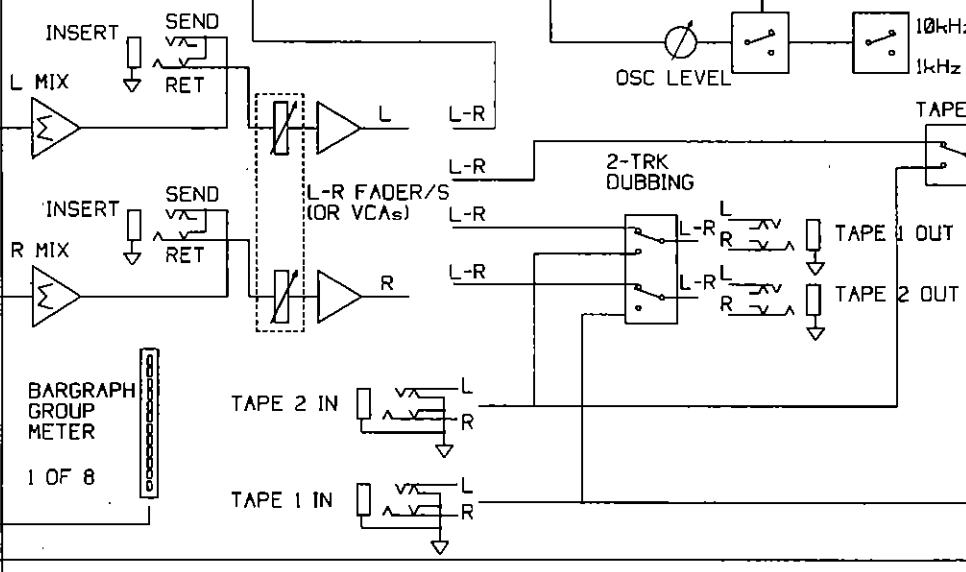 INSERT
SEND
RET
L MIX
L
L-R
OSC LEVEL
10kHz
1kHz
TAPE
L-R
2-TRK
DUBBING
L-R FADER/S
(OR VCAs)
INSERT
SEND
RET
R MIX
R
L-R
L-R
L-R
L
R
TAPE 1 OUT
L-R
L
R
TAPE 2 OUT
BARGRAPH
GROUP
METER
1 OF 8
TAPE 2 IN
L
R
TAPE 1 IN
L
R